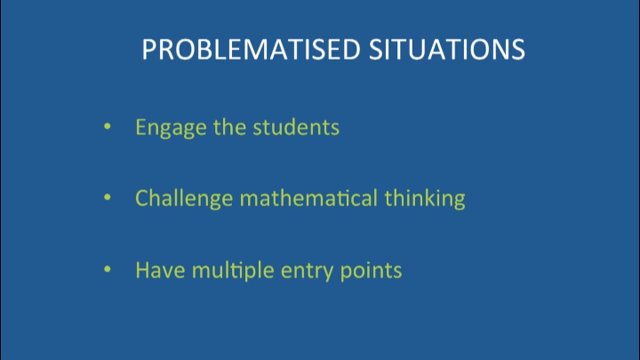 PROBLEMATISED SITUATIONS
• Engage the students
• Challenge mathematical thinking
• Have multiple entry points